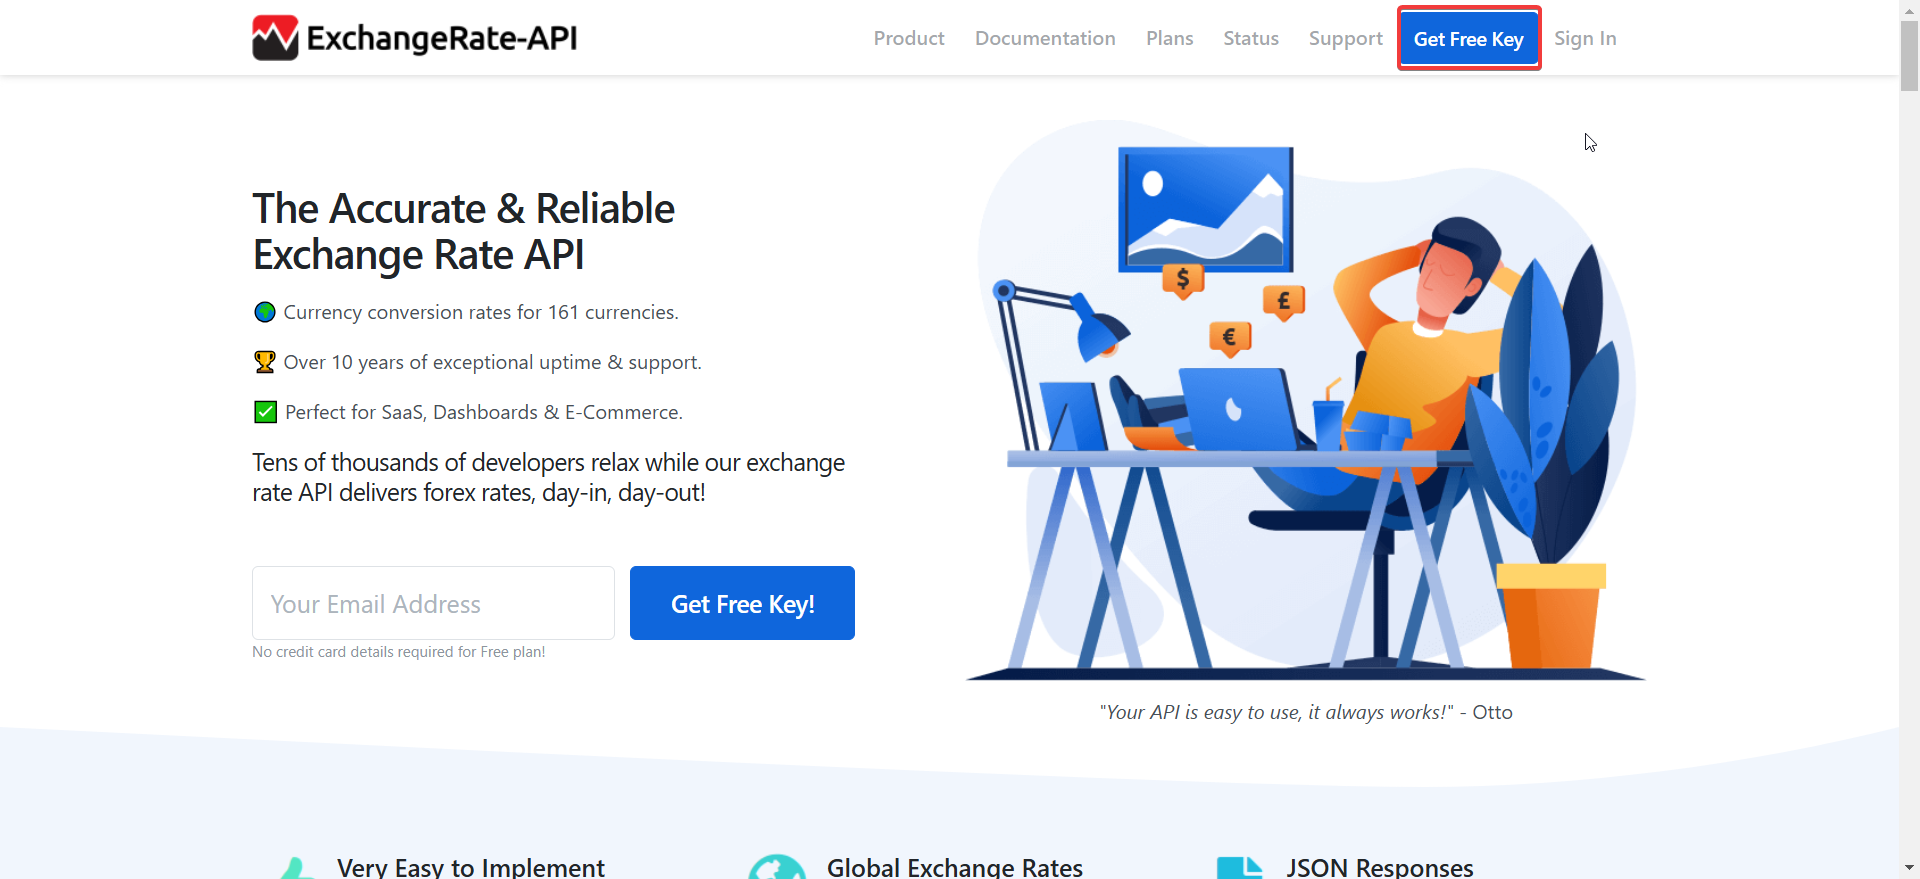 ExchangeRate-API
Product Documentation Plans Status Support Get Free Key Sign In
The Accurate & Reliable
Exchange Rate API
Currency conversion rates for 161 currencies.
Over 10 years of exceptional uptime & support.
Perfect for SaaS, Dashboards & E-Commerce.
Tens of thousands of developers relax while our exchange
rate API delivers forex rates, day-in, day-out!
Your Email Address
Get Free Key!
No credit card details required for Free plan!
$
£
€
"Your API is easy to use, it always works!" - Otto
Very Easy to Implement
Global Exchange Rates
JSON Responses